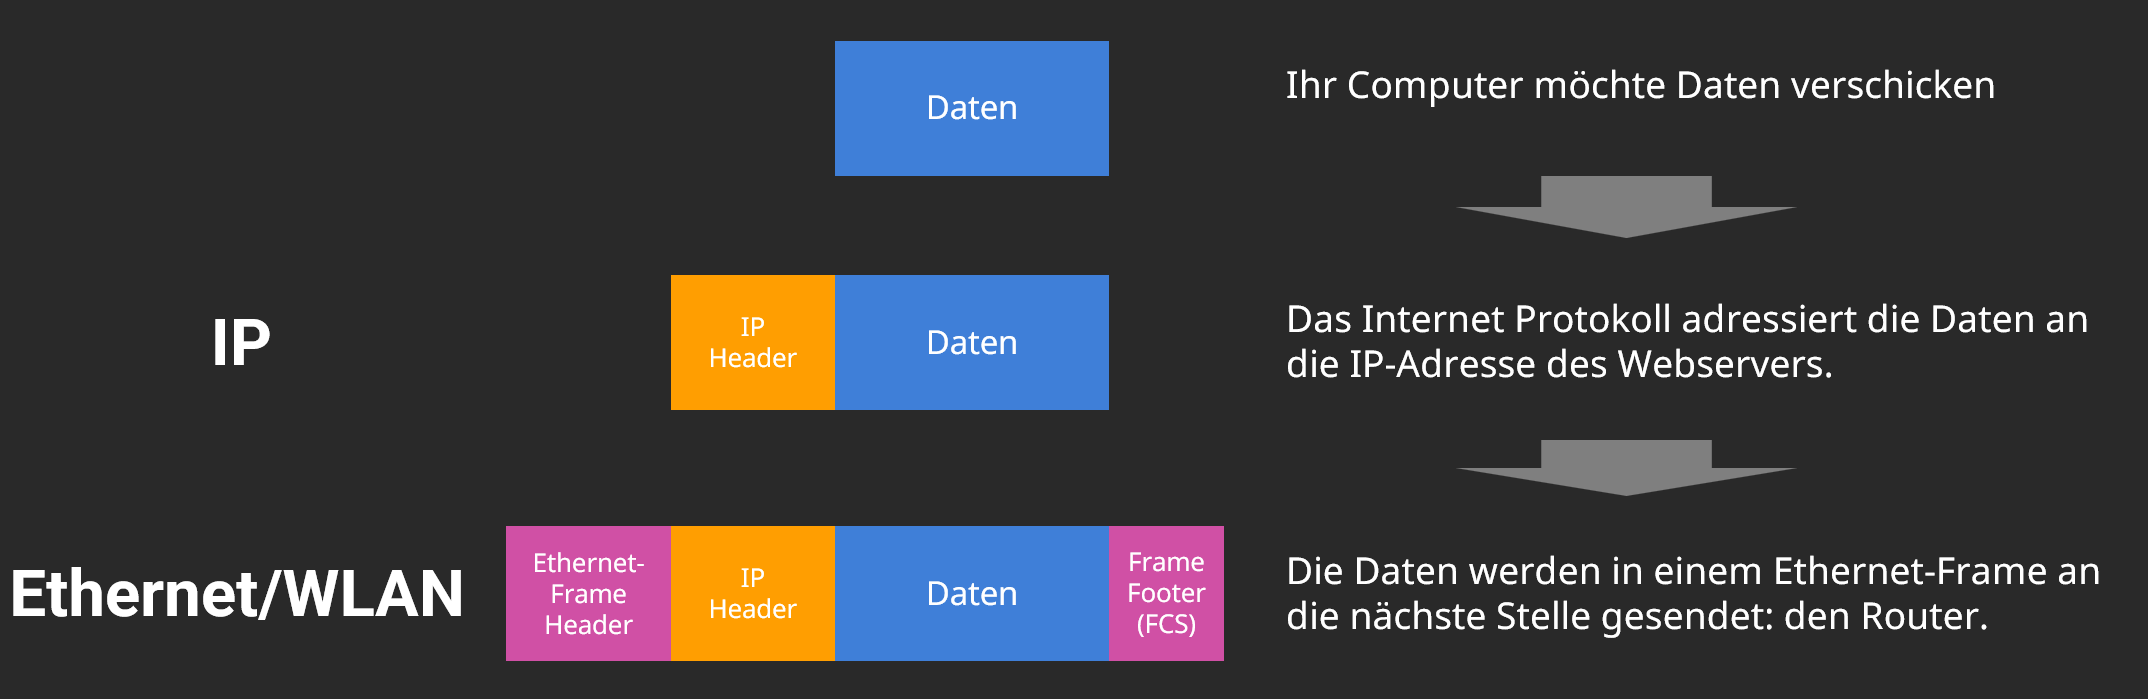 Daten
Ihr Computer möchte Daten verschicken
IP
IP
Header
Daten
Das Internet Protokoll adressiert die Daten an
die IP-Adresse des Webservers.
Ethernet/WLAN
Ethernet-
Frame
Header
IP
Header
Daten
Frame
Footer
(FCS)
Die Daten werden in einem Ethernet-Frame an
die nächste Stelle gesendet: den Router.